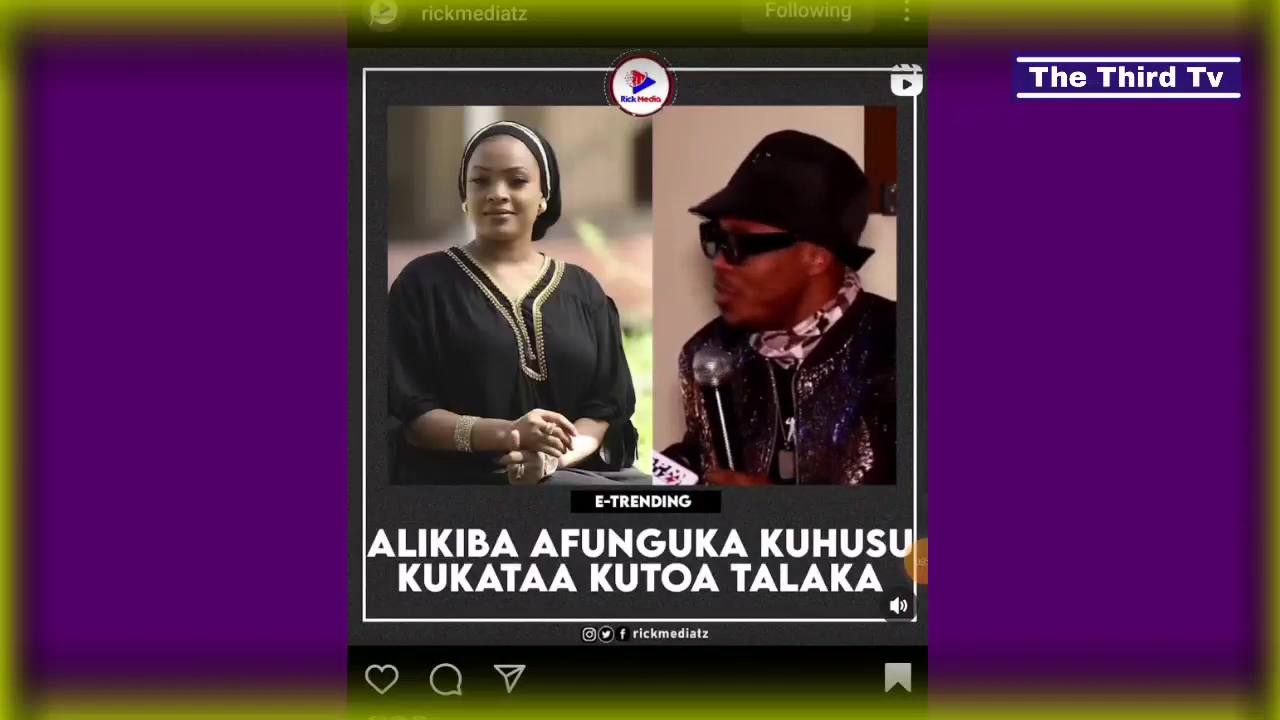 rickmediatz
Following
The Third Tv
Rick Media
E-TRENDING
ALIKIBA AFUNGUKA KUHUSU
KUKATAA KUTOA TALAKA
rickmediatz